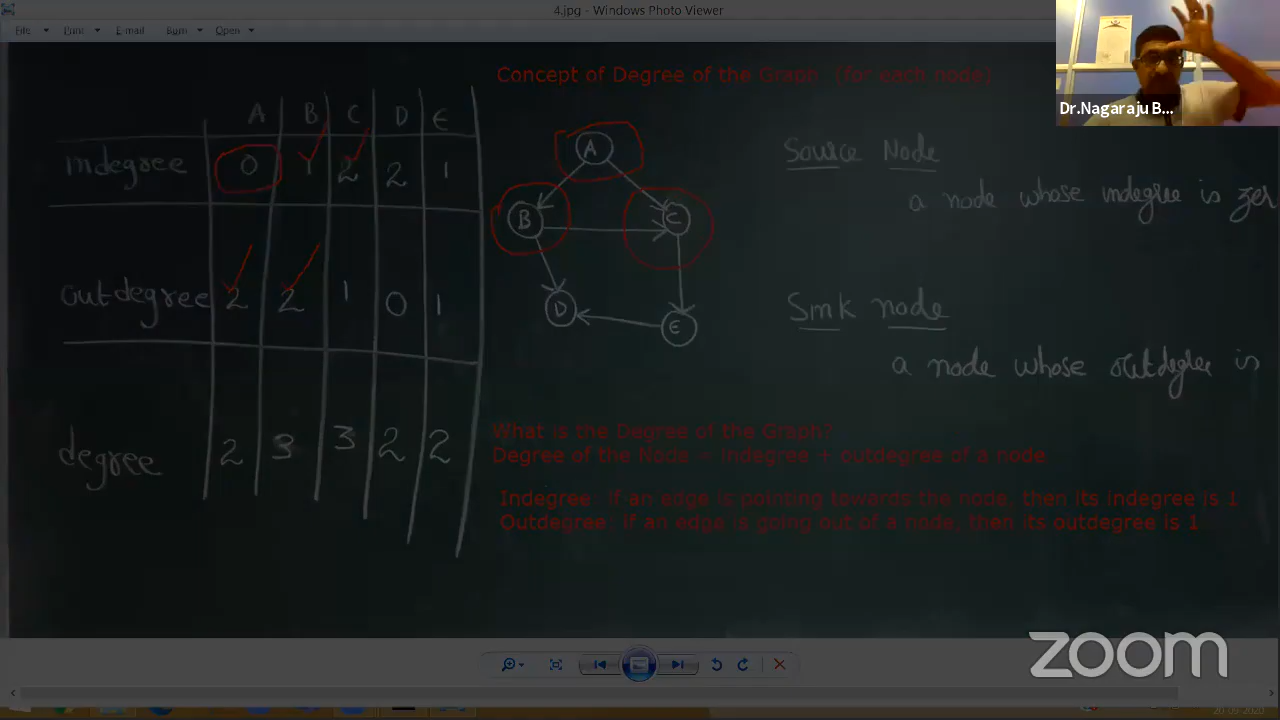 4.jpg - Windows Photo Viewer
File Print E-mail Burn Open
Dr.Nagaraju B...
Concept of Degree of the Graph (for each node)
A B C D E
indegree 0 1 2 2 1
outdegree 2 2 1 0 1
degree 2 3 3 2 2
A
B C
D E
Source Node
a node whose indegree is zer
Sink node
a node whose outdegree is
What is the Degree of the Graph?
Degree of the Node = Indegree + outdegree of a node
Indegree: if an edge is pointing towards the node, then its indegree is 1
Outdegree: if an edge is going out of a node, then its outdegree is 1
zoom